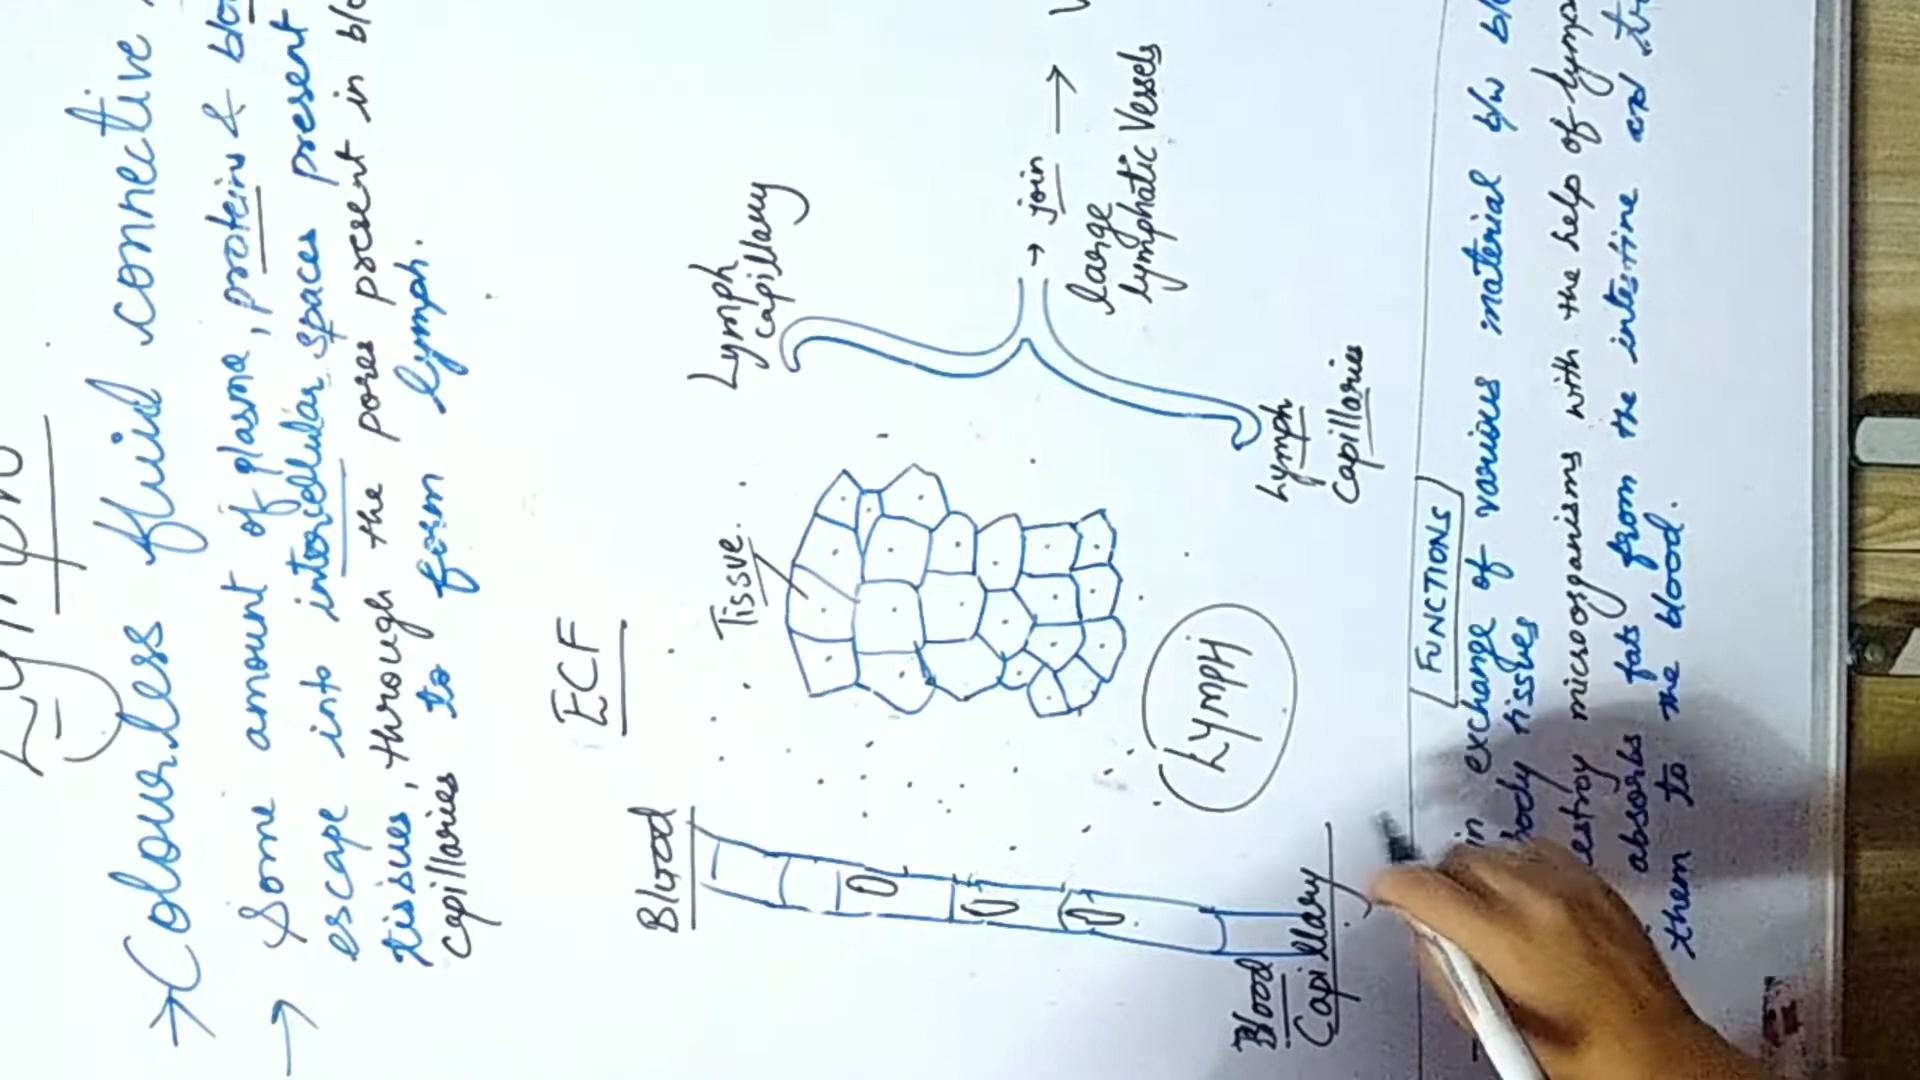 Lymph
→ Colourless fluid connective
→ Some amount of plasma, proteins &
escape into intercellular spaces present
tissues, through the pores present in
capillaries to form lymph.
ECF
Blood
Tissue
Lymph
capillary
→ join →
large
lymphatic Vessels
LYMPH
Lymph
Capillaries
Blood
Capillary
FUNCTIONS
in exchange of various material b/w
body tissues
microorganisms with the help of
absorbs fats from the intestine and
them to the blood.